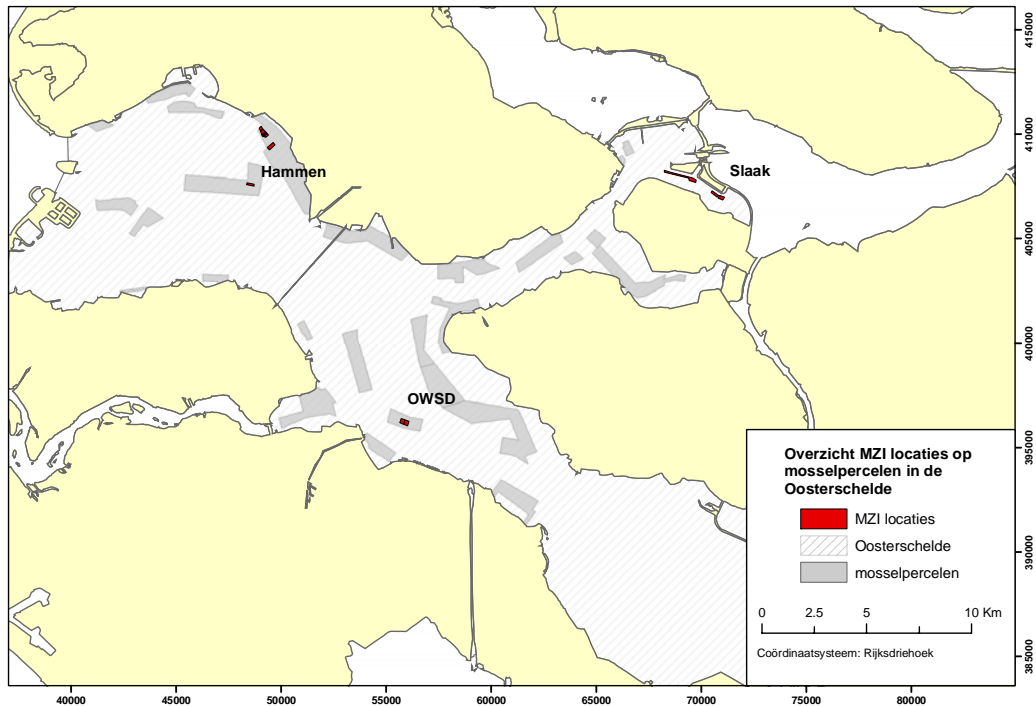 Hammen
Slaak
OWSD
Overzicht MZI locaties op
mosselpercelen in de
Oosterschelde
MZI locaties
Oosterschelde
mosselpercelen
0 2.5 5 10 Km
Coördinaatsysteem: Rijksdriehoek
415000
410000
405000
400000
395000
390000
385000
40000 45000 50000 55000 60000 65000 70000 75000 80000